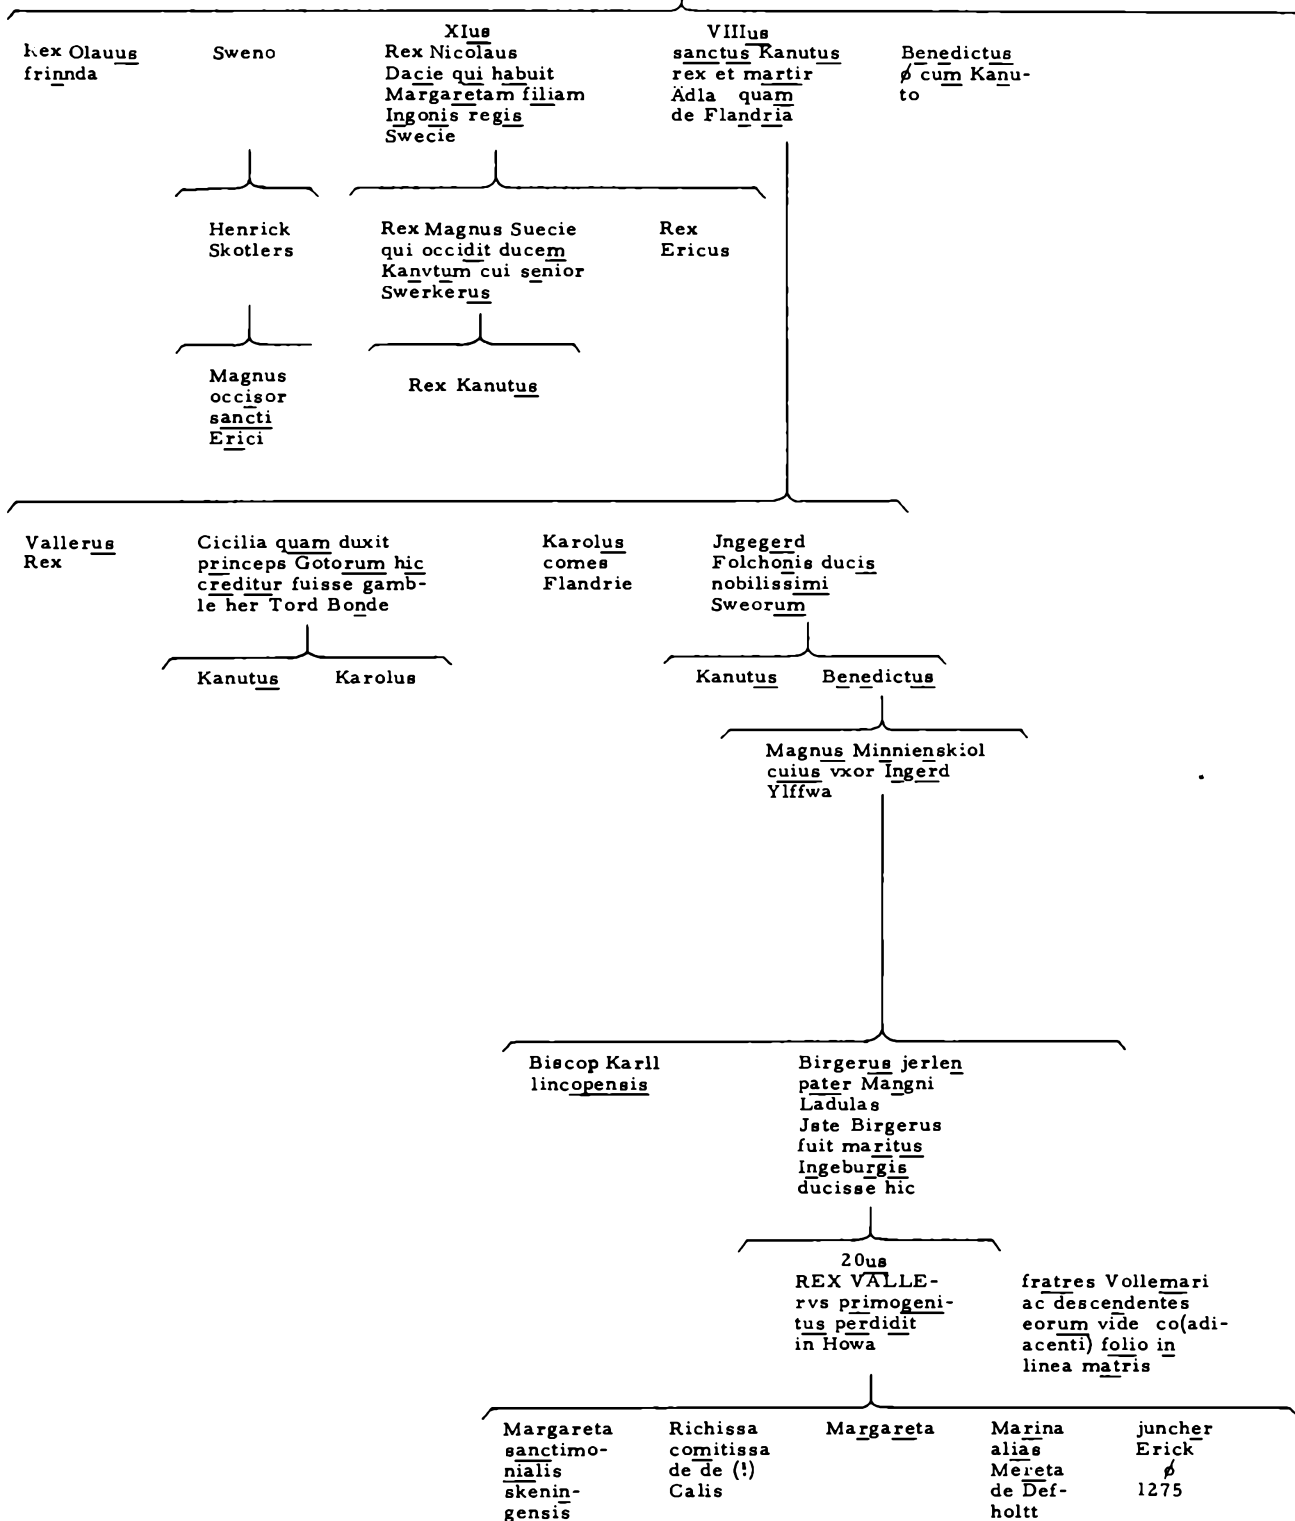 Rex Olauus
frinnda
Sweno
XIus
Rex Nicolaus
Dacie qui habuit
Margaretam filiam
Ingonis regis
Swecie
VIIIus
sanctus Kanutus
rex et martir
Ädla quam
de Flandria
Benedictus
ø cum Kanu-
to
Henrick
Skotlers
Rex Magnus Suecie
qui occidit ducem
Kanvtum cui senior
Swerkerus
Rex
Ericus
Magnus
occisor
sancti
Erici
Rex Kanutus
Vallerus
Rex
Cicilia quam duxit
princeps Gotorum hic
creditur fuisse gamb-
le her Tord Bonde
Karolus
comes
Flandrie
Jngegerd
Folchonis ducis
nobilissimi
Sweorum
Kanutus
Karolus
Kanutus
Benedictus
Magnus Minnienskiol
cuius vxor Ingerd
Ylffwa
Biscop Karll
lincopensis
Birgerus jerlen
pater Mangni
Ladulas
Jste Birgerus
fuit maritus
Ingeburgis
ducisse hic
20us
REX VALLE-
rvs primogeni-
tus perdidit
in Howa
fratres Vollemari
ac descendentes
eorum vide co(adi-
acenti) folio in
linea matris
Margareta
sanctimo-
nialis
skenin-
gensis
Richissa
comitissa
de de (!)
Calis
Margareta
Marina
alias
Mereta
de Def-
holtt
juncher
Erick
ø
1275